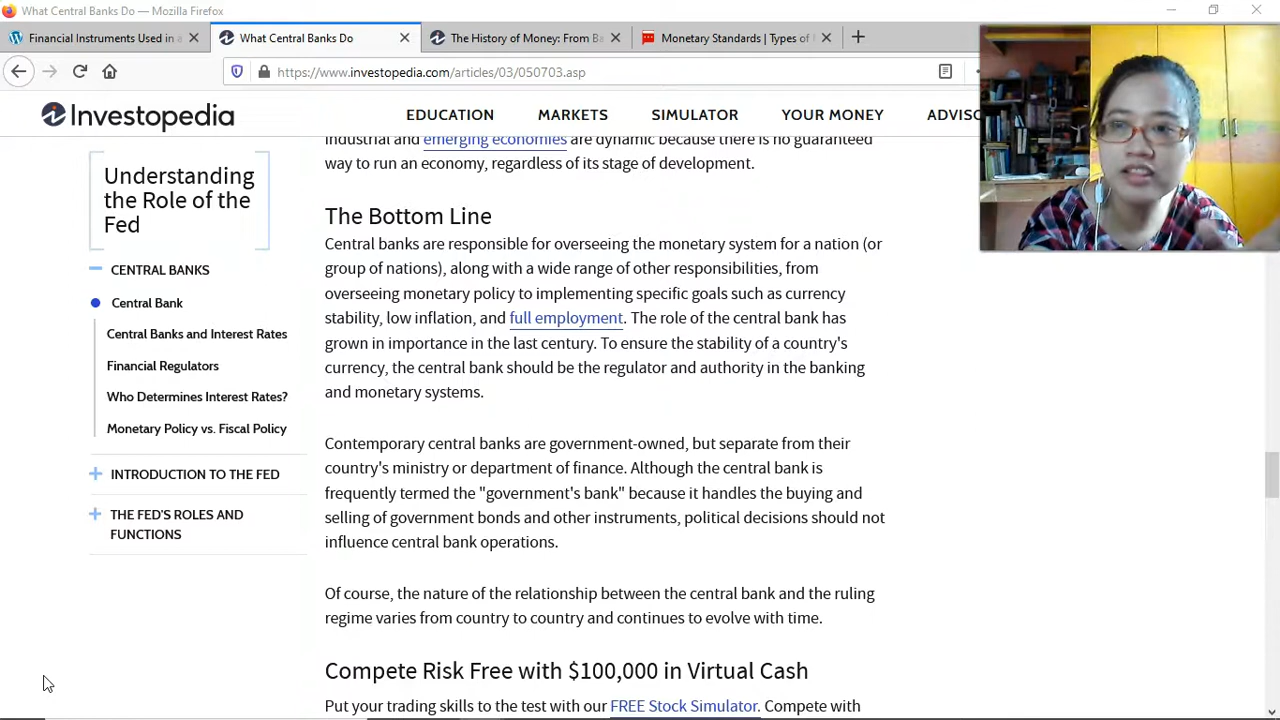 What Central Banks Do — Mozilla Firefox
Financial Instruments Used in
What Central Banks Do
The History of Money: From Ba
Monetary Standards | Types of
https://www.investopedia.com/articles/03/050703.asp
Investopedia
EDUCATION
MARKETS
SIMULATOR
YOUR MONEY
ADVISO
Understanding
the Role of the
Fed
CENTRAL BANKS
Central Bank
Central Banks and Interest Rates
Financial Regulators
Who Determines Interest Rates?
Monetary Policy vs. Fiscal Policy
INTRODUCTION TO THE FED
THE FED'S ROLES AND
FUNCTIONS
industrial and emerging economies are dynamic because there is no guaranteed
way to run an economy, regardless of its stage of development.
The Bottom Line
Central banks are responsible for overseeing the monetary system for a nation (or
group of nations), along with a wide range of other responsibilities, from
overseeing monetary policy to implementing specific goals such as currency
stability, low inflation, and full employment. The role of the central bank has
grown in importance in the last century. To ensure the stability of a country's
currency, the central bank should be the regulator and authority in the banking
and monetary systems.
Contemporary central banks are government-owned, but separate from their
country's ministry or department of finance. Although the central bank is
frequently termed the "government's bank" because it handles the buying and
selling of government bonds and other instruments, political decisions should not
influence central bank operations.
Of course, the nature of the relationship between the central bank and the ruling
regime varies from country to country and continues to evolve with time.
Compete Risk Free with $100,000 in Virtual Cash
Put your trading skills to the test with our FREE Stock Simulator. Compete with